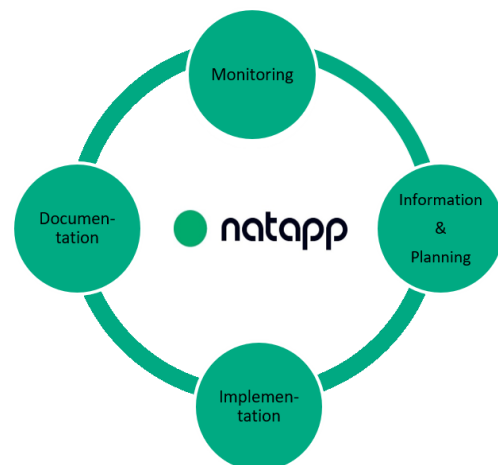 Monitoring
Information
&
Planning
Documen-
tation
natapp
Implemen-
tation